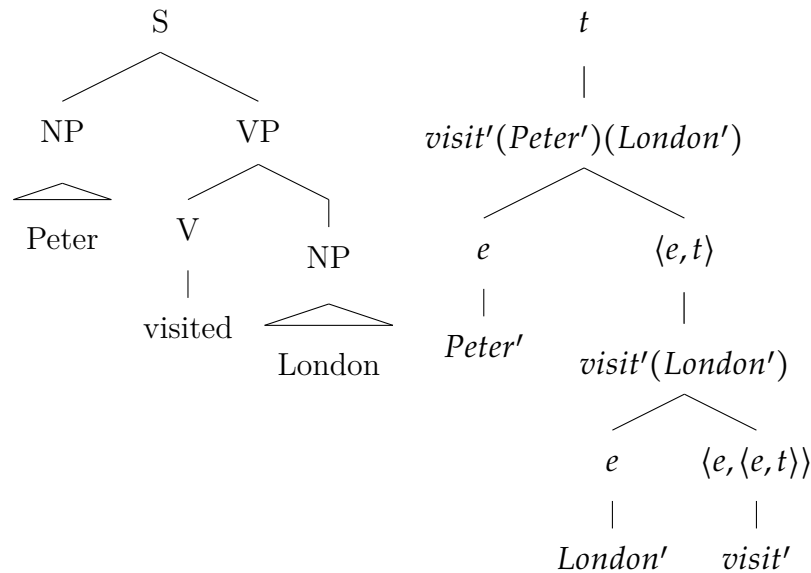 S
NP VP
Peter
V
NP
visited
London
t
visit′(Peter′)(London′)
e ⟨e, t⟩
Peter′
visit′(London′)
e ⟨e, ⟨e, t⟩⟩
London′ visit′